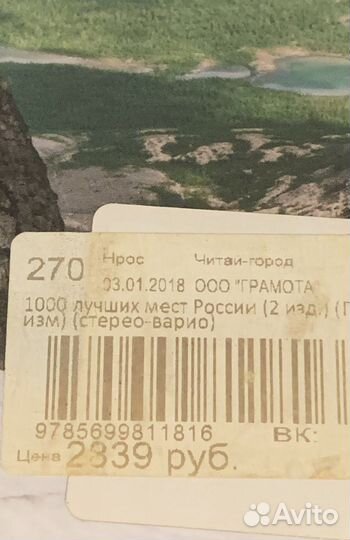 270 Нрос Читай-город
03.01.2018 ООО "ГРАМОТА
1000 лучших мест России (2 изд.) (П
изм) (стерео-варио)
9785699811816 ВК:
Цена 2339 руб.
Avito